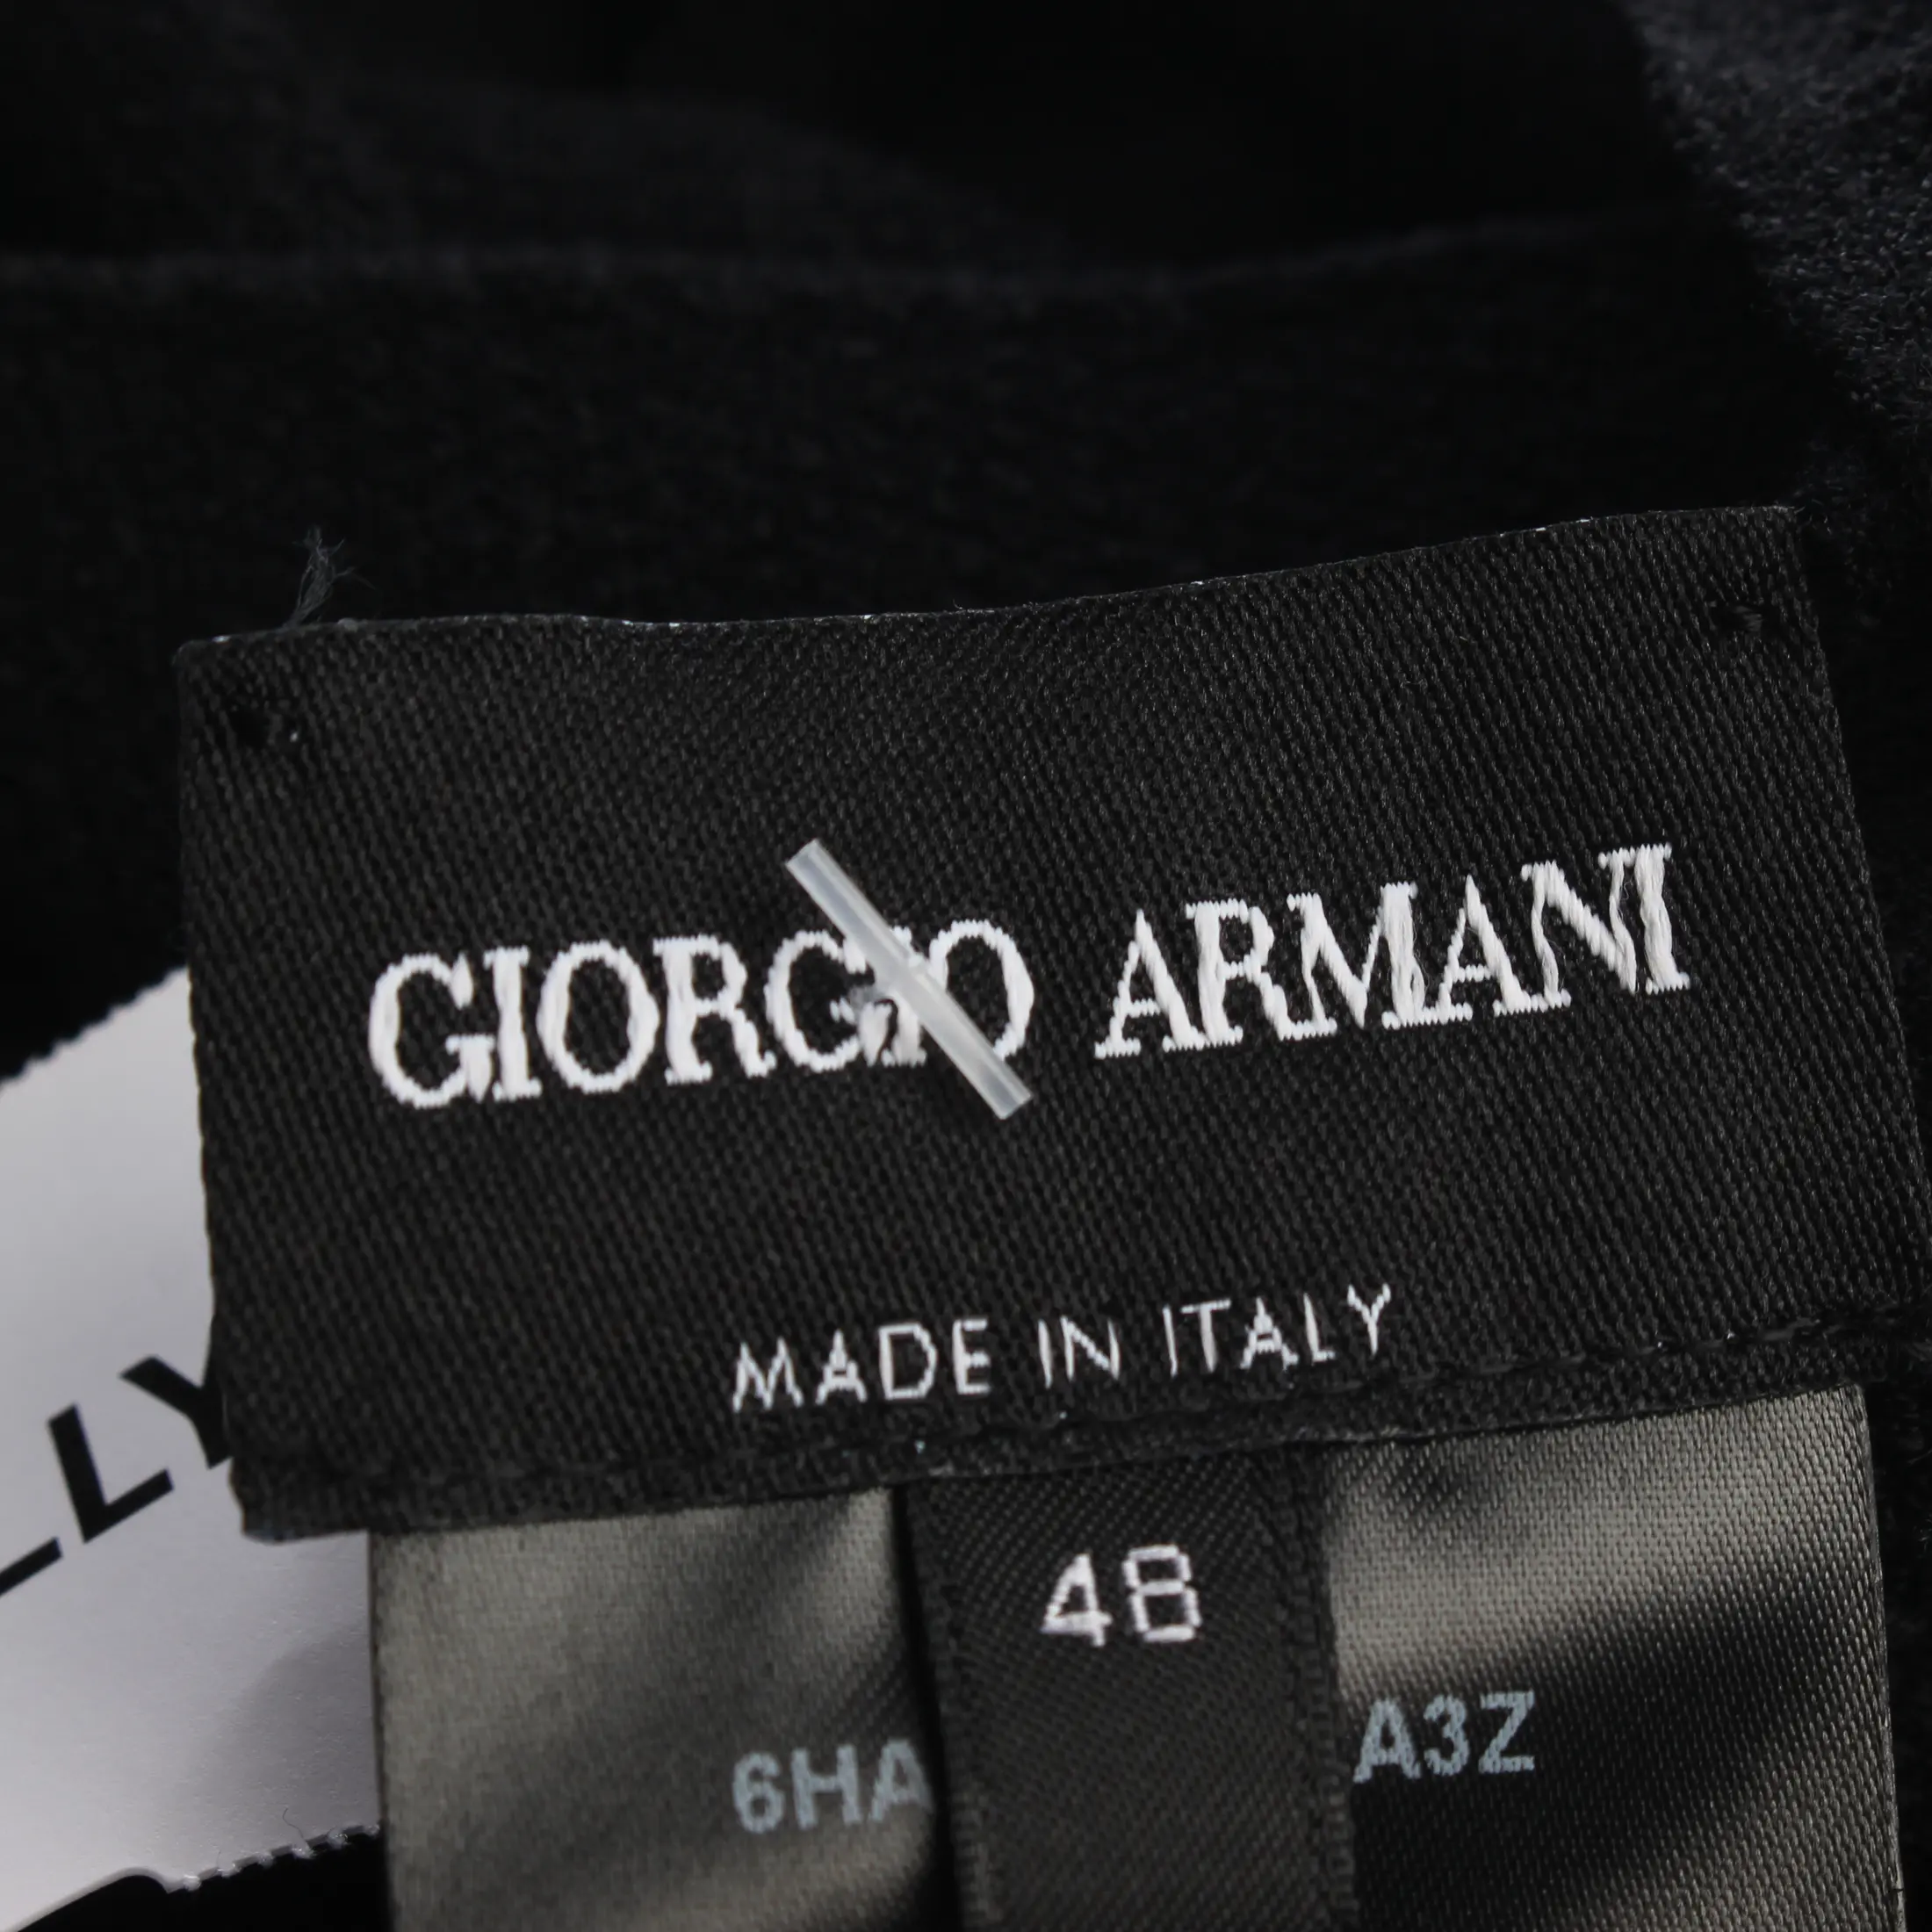 GIORGIO ARMANI
MADE IN ITALY
48
6HA
A3Z